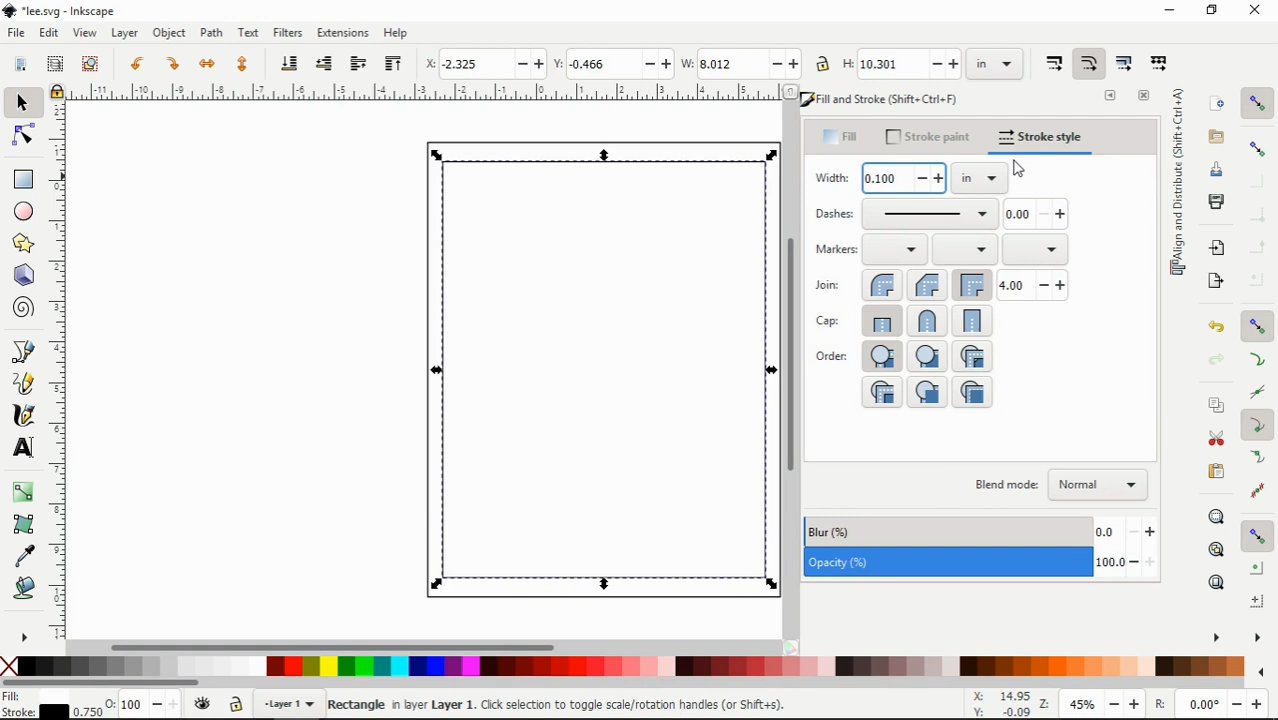 *lee.svg - Inkscape
File Edit View Layer Object Path Text Filters Extensions Help
X: -2.325 Y: -0.466 W: 8.012 H: 10.301 in
Fill and Stroke (Shift+Ctrl+F)
Fill Stroke paint Stroke style
Width: 0.100 in
Dashes: 0.00
Markers:
Join: 4.00
Cap:
Order:
Blend mode: Normal
Blur (%) 0.0
Opacity (%) 100.0
Align and Distribute (Shift+Ctrl+A)
Fill:
Stroke: 0.750
O: 100
Layer 1
Rectangle in layer Layer 1. Click selection to toggle scale/rotation handles (or Shift+s).
X: 14.95
Y: -0.09
Z: 45%
R: 0.00°